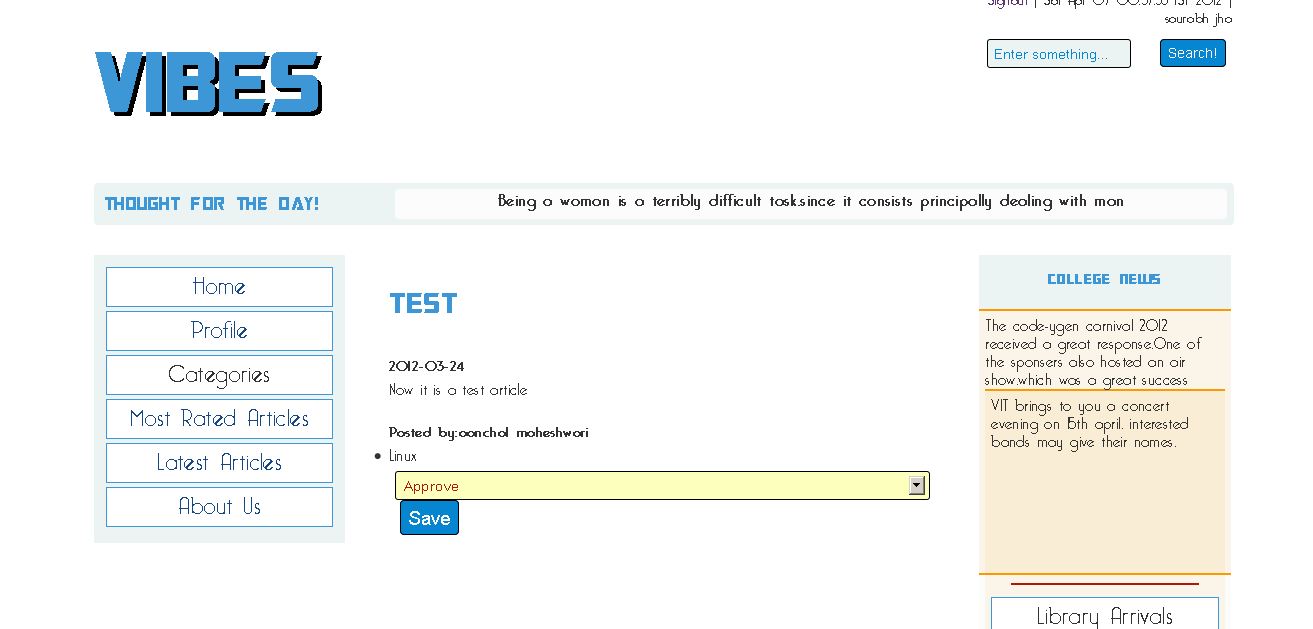 Signout | Sat Apr 07 IST 2012 |
sourabh jha
VIBES
Enter something...
Search!
THOUGHT FOR THE DAY!
Being a woman is a terribly difficult task.since it consists principally dealing with man
Home
Profile
Categories
Most Rated Articles
Latest Articles
About Us
TEST
2012-03-24
Now it is a test article
Posted by:aanchal maheshwari
Linux
Approve
Save
COLLEGE NEWS
The code-ygen carnival 2012
received a great response.One of
the sponsers also hosted an air
show.which was a great success
VIT brings to you a concert
evening on 15th april. interested
bands may give their names.
Library Arrivals